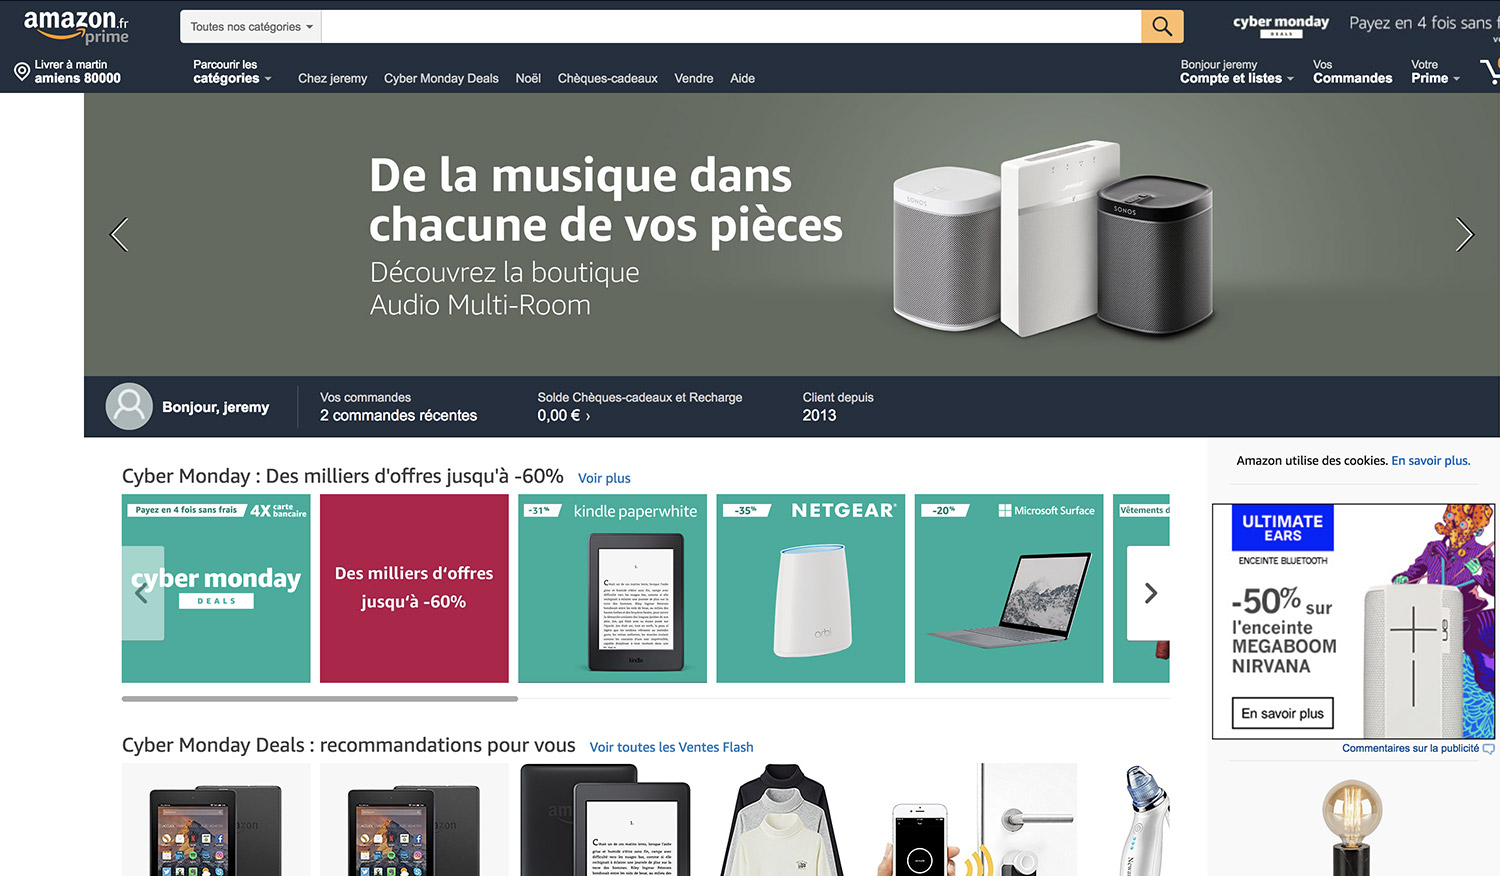 amazon.fr
prime
Toutes nos catégories
cyber monday
DEALS
Payez en 4 fois sans
Livrer à martin
amiens 80000
Parcourir les
catégories
Chez jeremy
Cyber Monday Deals
Noël
Chèques-cadeaux
Vendre
Aide
Bonjour jeremy
Compte et listes
Vos
Commandes
Votre
Prime
De la musique dans
chacune de vos pièces
Découvrez la boutique
Audio Multi-Room
SONOS
BOSE
SONOS
Bonjour, jeremy
Vos commandes
2 commandes récentes
Solde Chèques-cadeaux et Recharge
0,00 € ›
Client depuis
2013
Amazon utilise des cookies. En savoir plus.
Cyber Monday : Des milliers d'offres jusqu'à -60% Voir plus
Payez en 4 fois sans frais 4X carte bancaire
cyber monday
DEALS
Des milliers d'offres
jusqu'à -60%
-31% kindle paperwhite
kindle
-35% NETGEAR
orbi
-20% Microsoft Surface
Vêtements
ULTIMATE
EARS
ENCEINTE BLUETOOTH
-50% sur
l'enceinte
MEGABOOM
NIRVANA
En savoir plus
UE
Commentaires sur la publicité
Cyber Monday Deals : recommandations pour vous Voir toutes les Ventes Flash